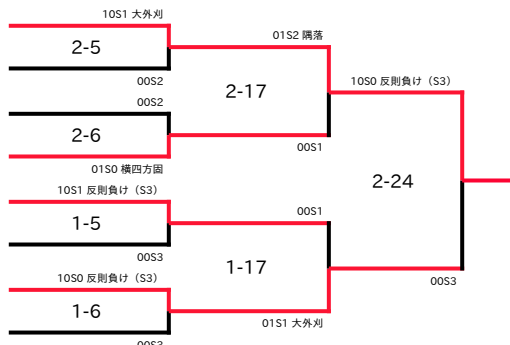 10S1 大外刈
2-5
00S2
00S2
2-6
01S0 横四方固
10S1 反則負け（S3）
1-5
00S3
10S0 反則負け（S3）
1-6
00S3
01S2 隅落
2-17
00S1
00S1
1-17
01S1 大外刈
10S0 反則負け（S3）
2-24
00S3